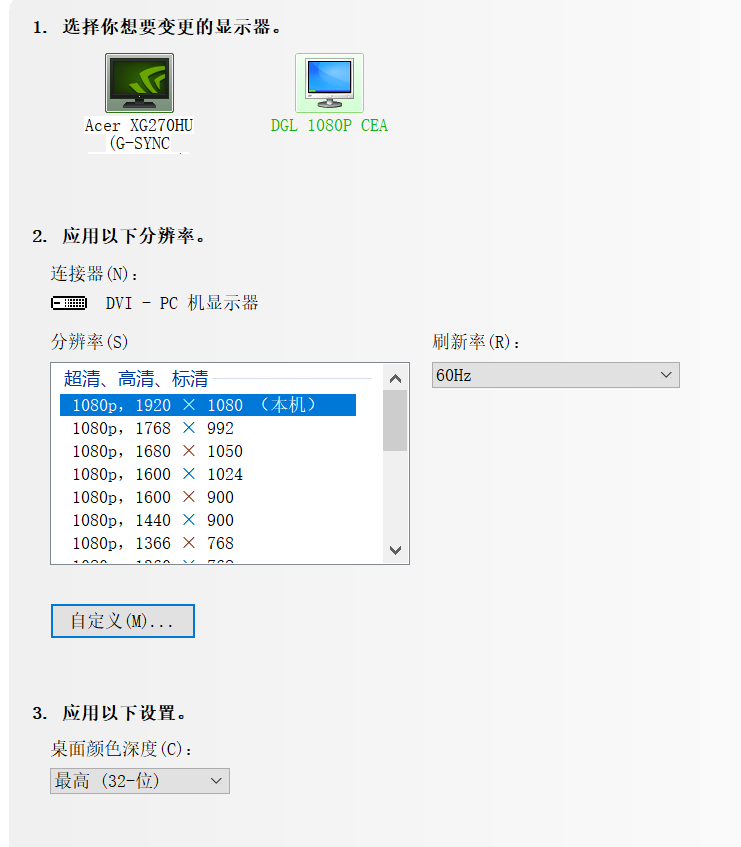 1. 选择你想要变更的显示器。
Acer XG270HU
(G-SYNC
DGL 1080P CEA
2. 应用以下分辨率。
连接器(N)：
DVI - PC 机显示器
分辨率(S)
刷新率(R)：
超清、高清、标清
60Hz
1080p，1920 × 1080 （本机）
1080p，1768 × 992
1080p，1680 × 1050
1080p，1600 × 1024
1080p，1600 × 900
1080p，1440 × 900
1080p，1366 × 768
自定义(M)...
3. 应用以下设置。
桌面颜色深度(C)：
最高 (32-位)